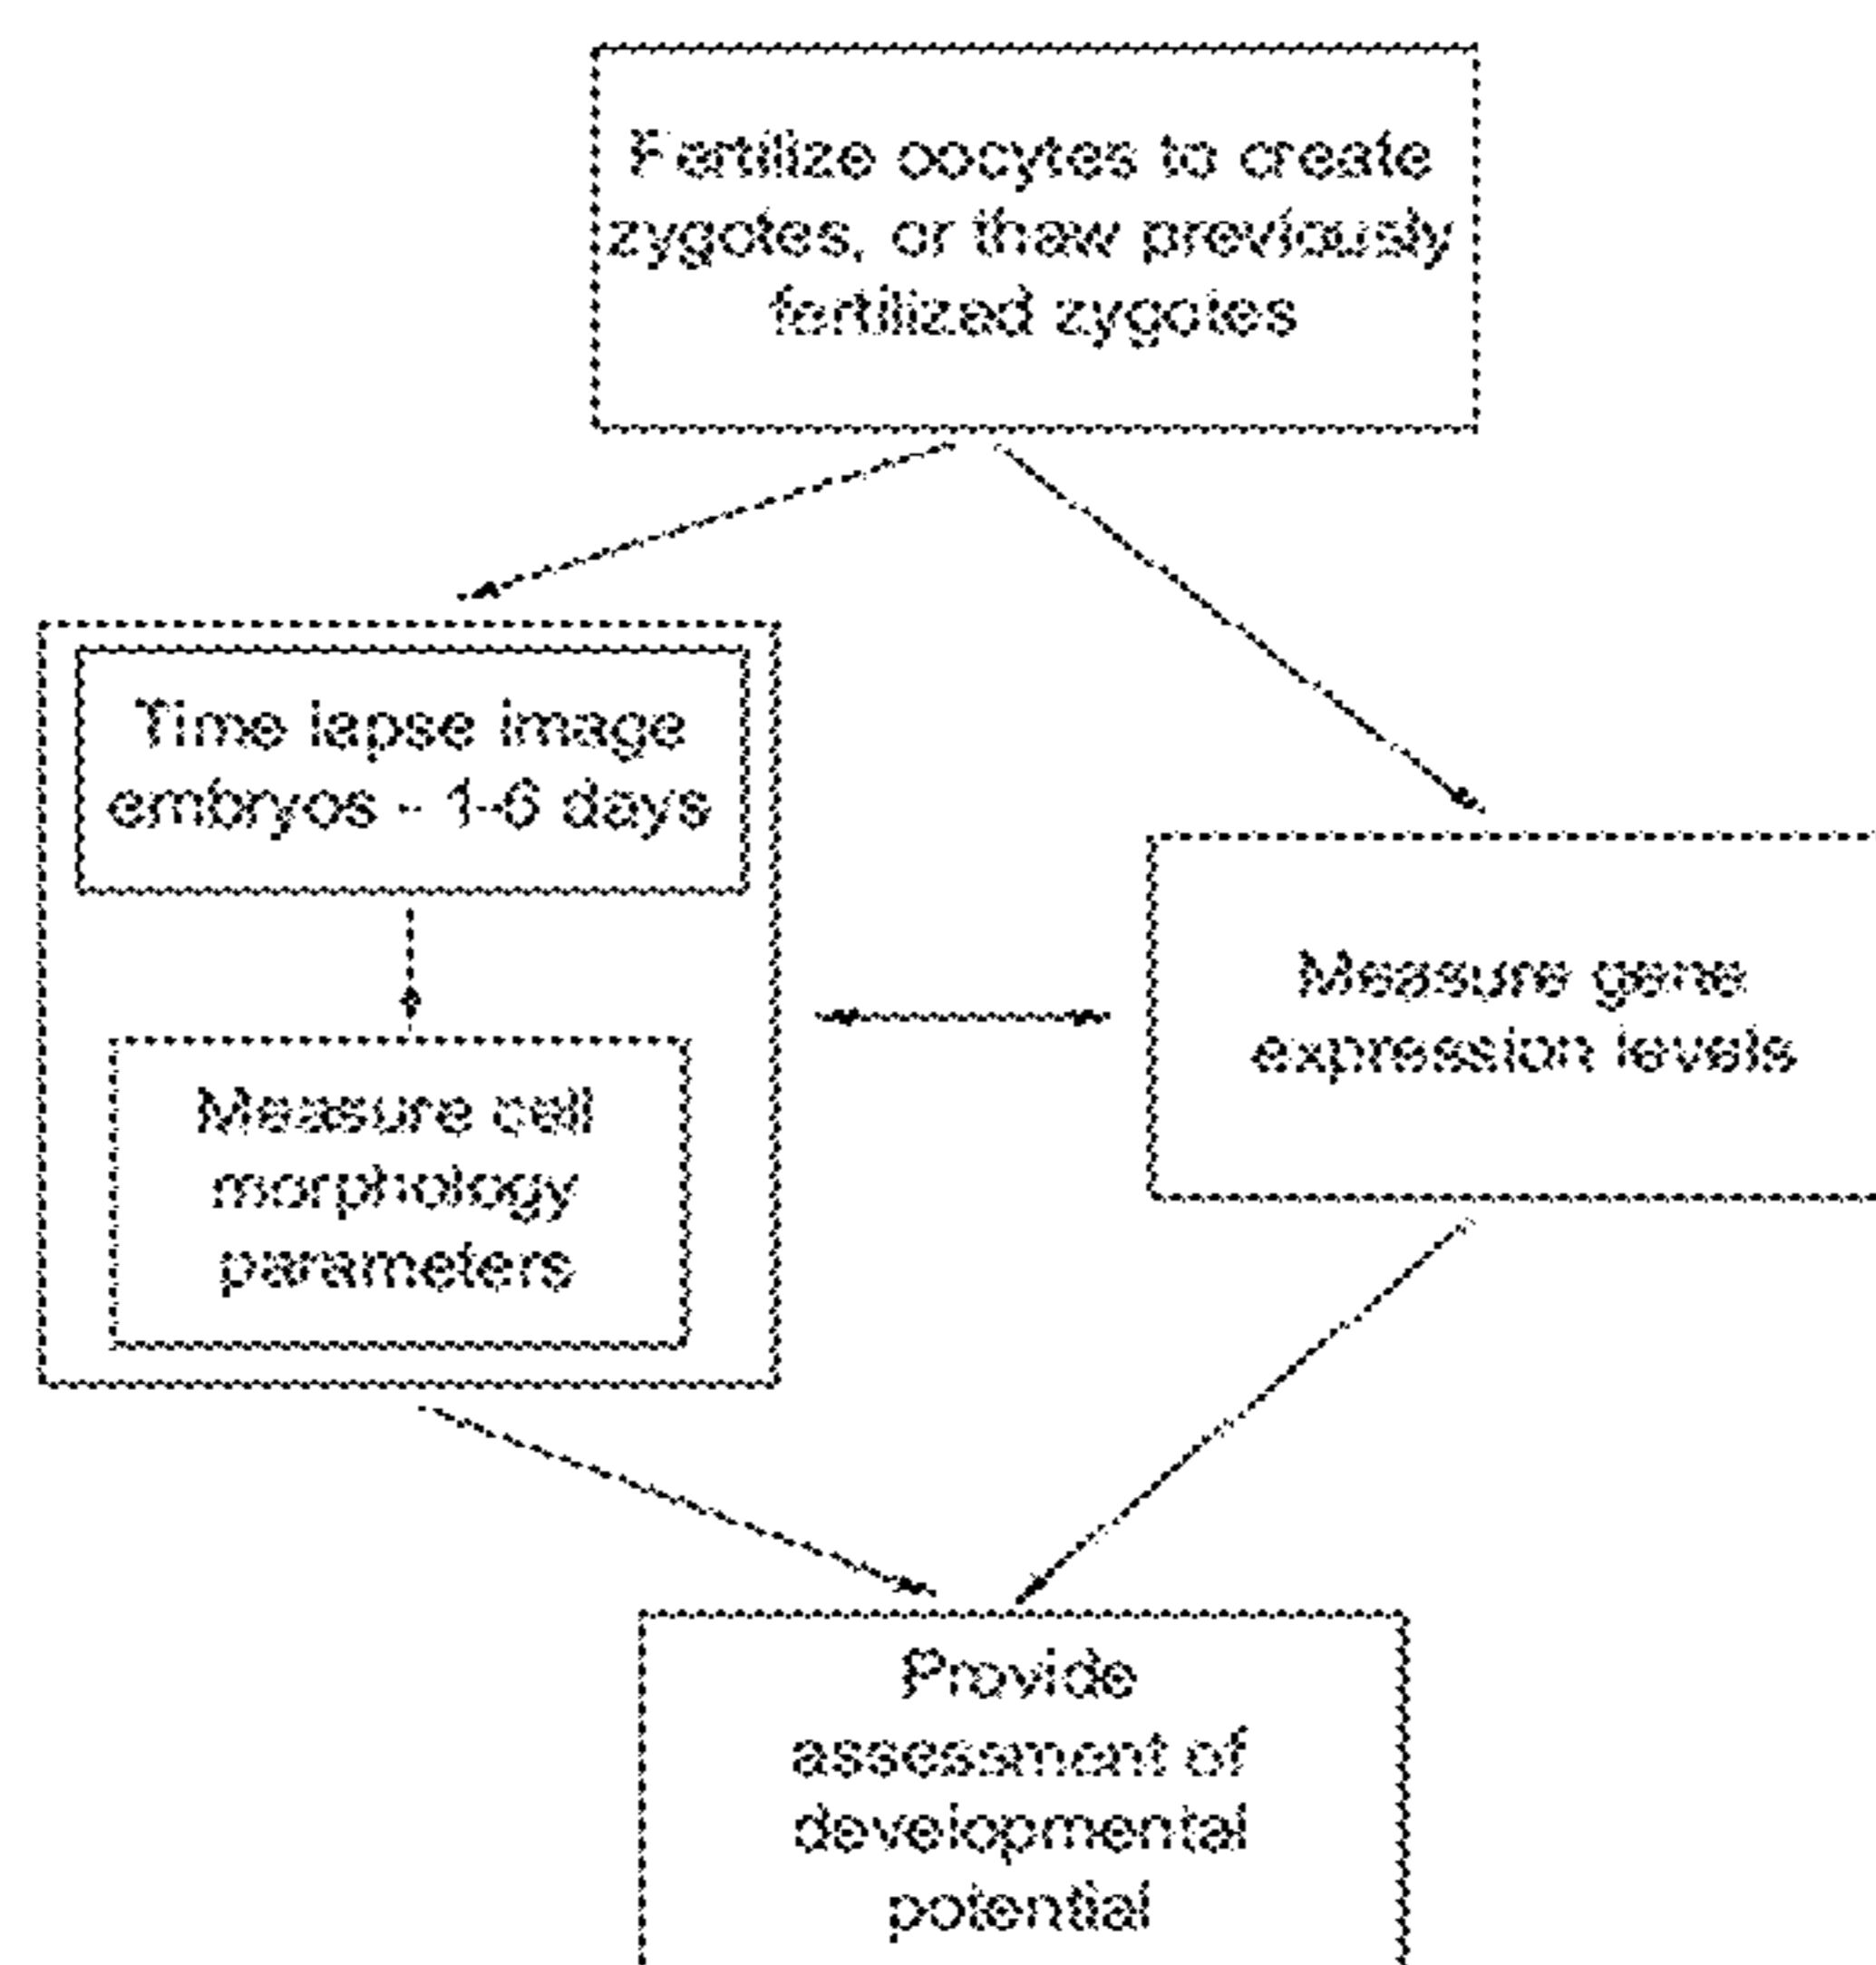 Fertilize oocytes to create
zygotes, or thaw previously
fertilized zygotes
Time lapse image
embryos - 1-6 days
Measure cell
morphology
parameters
Measure gene
expression levels
Provide
assessment of
developmental
potential